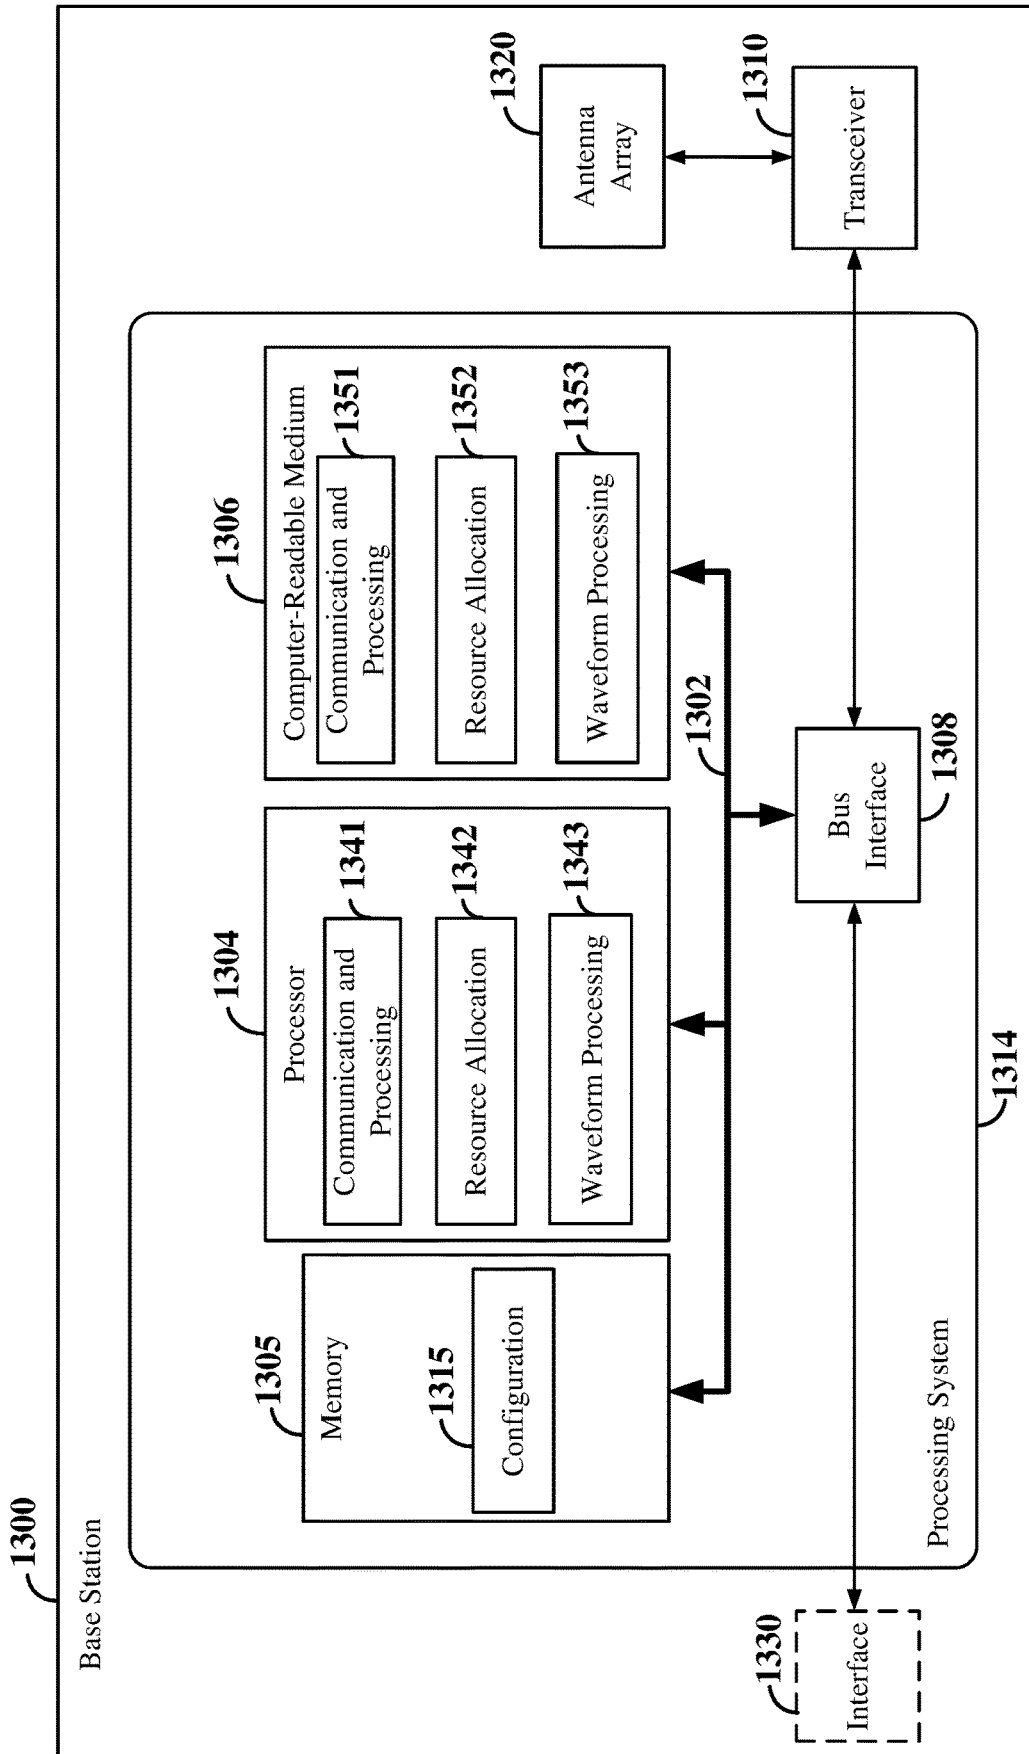 1300
Base Station
1305
Memory
1315
Configuration
1304
Processor
1341
Communication and
Processing
1342
Resource Allocation
1343
Waveform Processing
1306
Computer-Readable Medium
1351
Communication and
Processing
1352
Resource Allocation
1353
Waveform Processing
1302
1320
Antenna
Array
1310
Transceiver
Bus
Interface
1308
1330
Interface
Processing System
1314